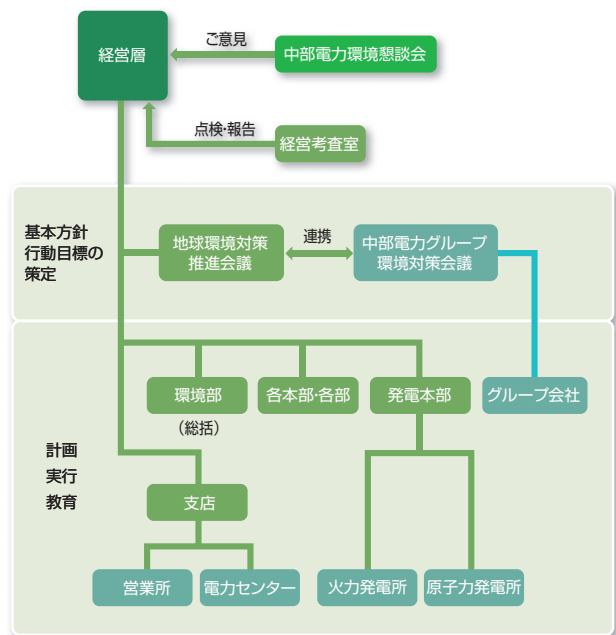 経営層
ご意見
中部電力環境懇談会
点検・報告
経営考査室
基本方針
行動目標の
策定
地球環境対策
推進会議
連携
中部電力グループ
環境対策会議
環境部
（総括）
各本部・各部
発電本部
グループ会社
計画
実行
教育
支店
営業所
電力センター
火力発電所
原子力発電所